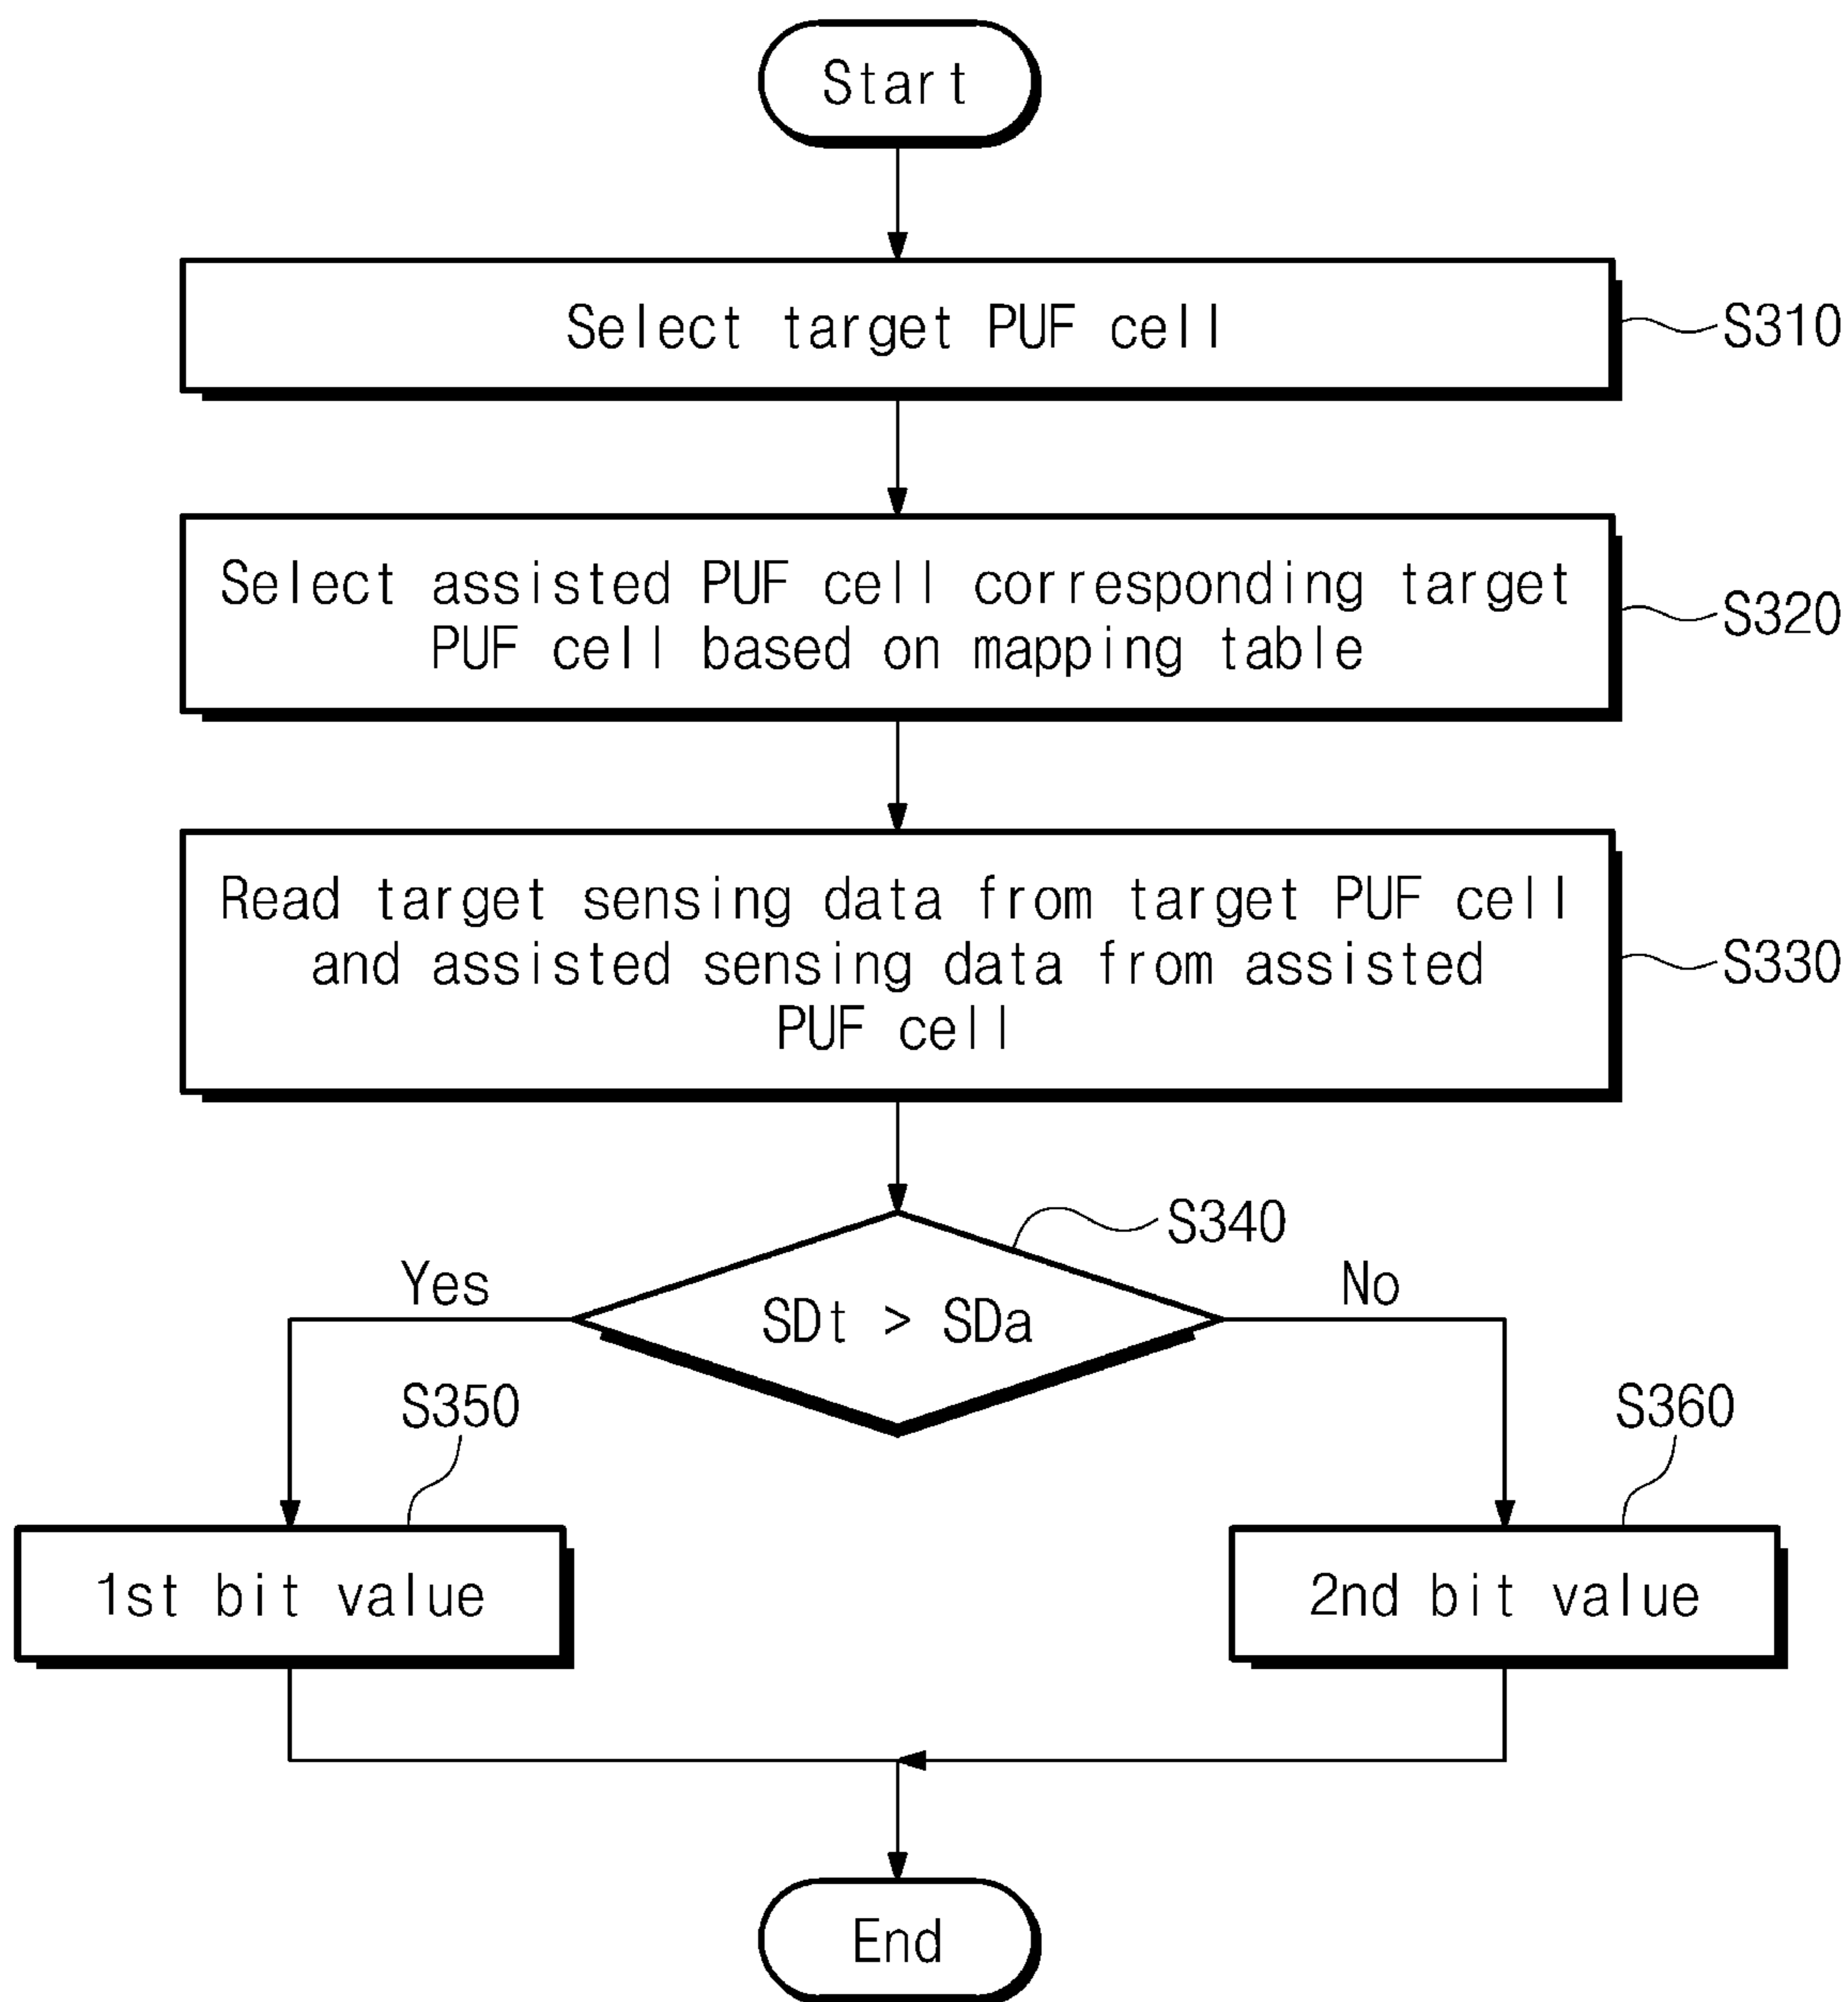 Start
Select target PUF cell
S310
Select assisted PUF cell corresponding target
PUF cell based on mapping table
S320
Read target sensing data from target PUF cell
and assisted sensing data from assisted
PUF cell
S330
S340
Yes
SDt > SDa
No
S350
S360
1st bit value
2nd bit value
End